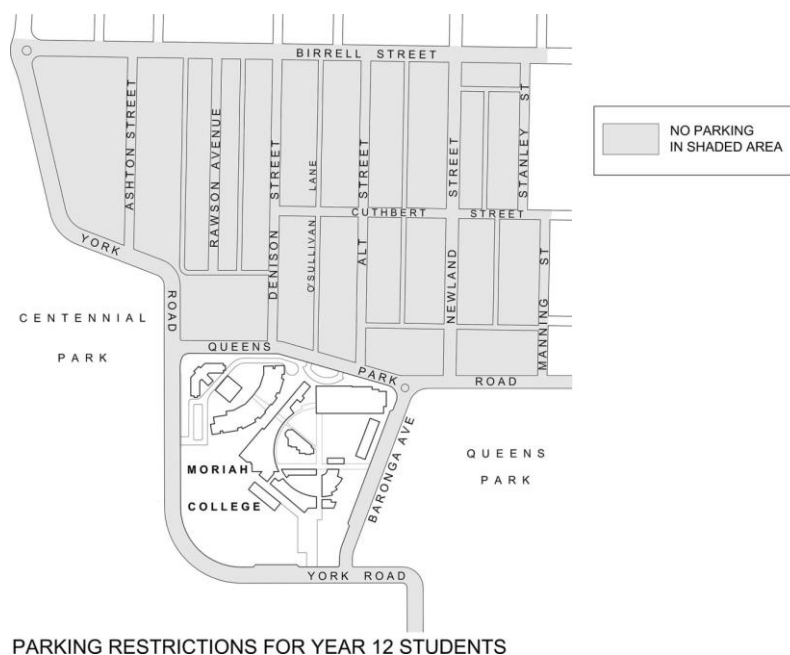 BIRRELL STREET
NO PARKING
IN SHADED AREA
ASHTON STREET
RAWSON AVENUE
DENISON STREET
O'SULLIVAN LANE
ALT STREET
NEWLAND STREET
STANLEY ST
CUTHBERT STREET
MANNING ST
YORK ROAD
CENTENNIAL
PARK
QUEENS PARK ROAD
MORIAH
COLLEGE
BARONGA AVE
QUEENS
PARK
YORK ROAD
PARKING RESTRICTIONS FOR YEAR 12 STUDENTS